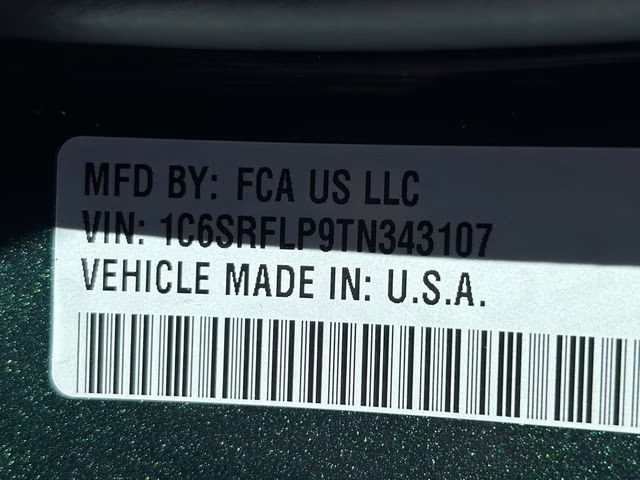 MFD BY: FCA US LLC
VIN: 1C6SRFLP9TN343107
VEHICLE MADE IN: U.S.A.